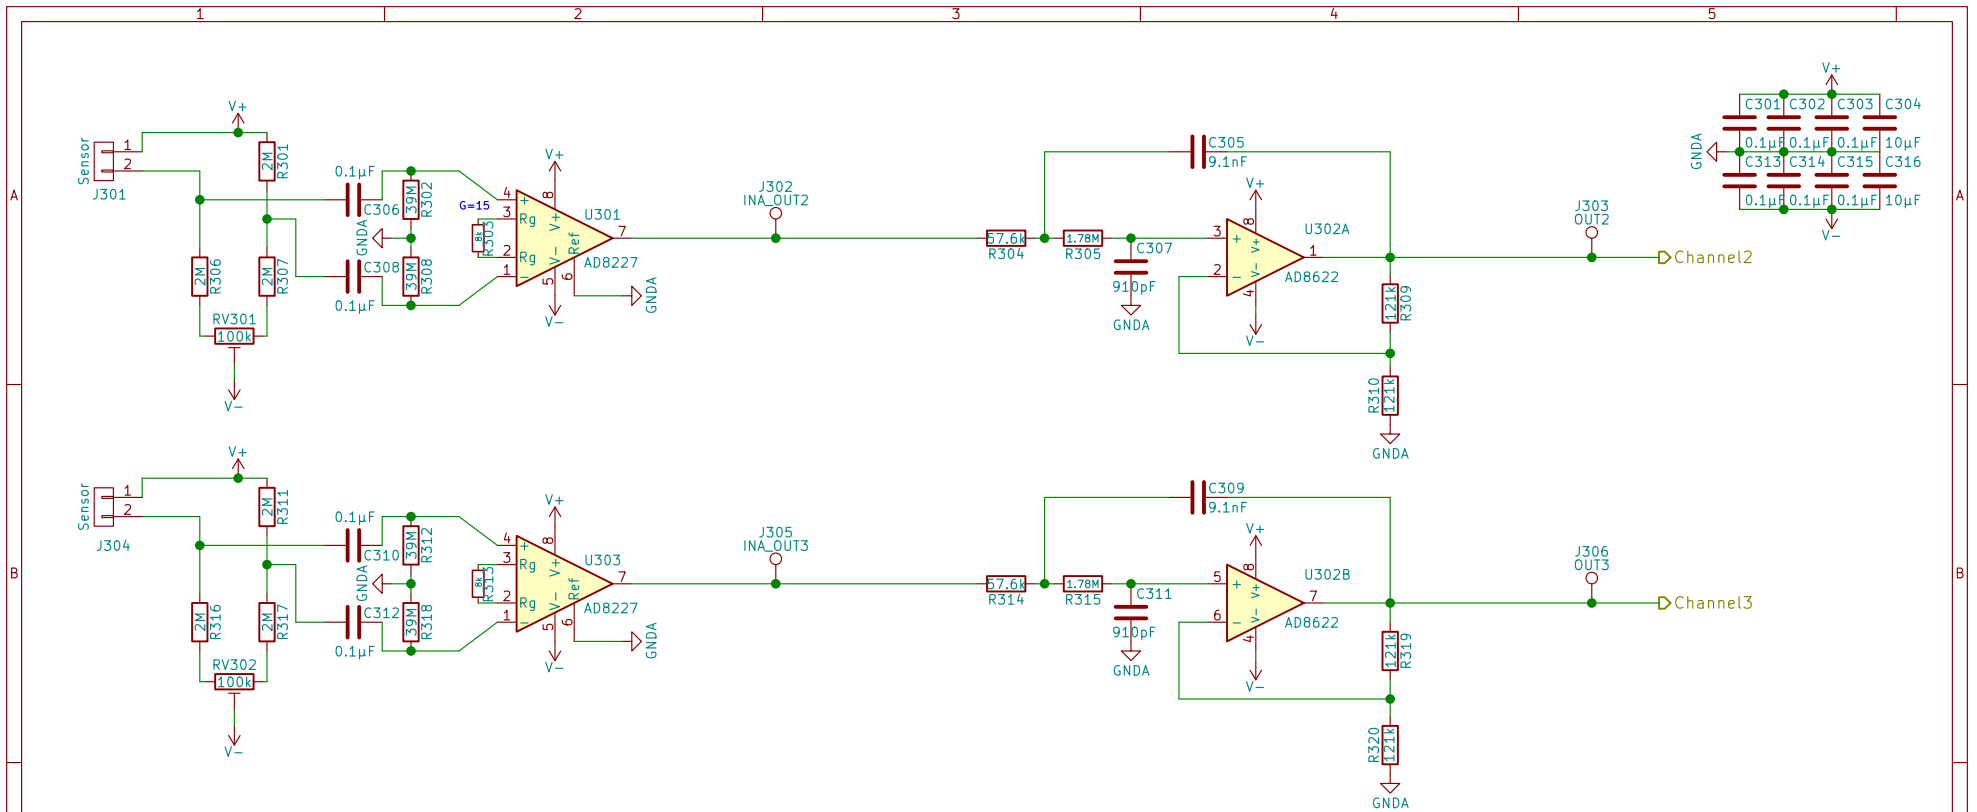 1
2
3
4
5
A
A
B
B
V+
Sensor
1
2
J301
2M
R301
0.1µF
C306
39M
R302
GNDA
C308
0.1µF
39M
R308
2M
R306
2M
R307
RV301
100k
V-
G=15
4
3
2
1
+
Rg
Rg
-
8k
R303
V+
8
V+
V-
Ref
5
6
V-
7
U301
AD8227
GNDA
J302
INA_OUT2
57.6k
R304
1.78M
R305
C305
9.1nF
C307
910pF
GNDA
V+
8
3
+
2
-
V+
V-
4
V-
1
U302A
AD8622
121k
R309
R310
121k
GNDA
J303
OUT2
Channel2
V+
C301
C302
C303
C304
0.1µF
0.1µF
0.1µF
10µF
GNDA
C313
C314
C315
C316
0.1µF
0.1µF
0.1µF
10µF
V-
V+
Sensor
1
2
J304
2M
R311
0.1µF
C310
39M
R312
GNDA
C312
0.1µF
39M
R318
2M
R316
2M
R317
RV302
100k
V-
4
3
2
1
+
Rg
Rg
-
8k
R313
V+
8
V+
V-
Ref
5
6
V-
7
U303
AD8227
GNDA
J305
INA_OUT3
57.6k
R314
1.78M
R315
C309
9.1nF
C311
910pF
GNDA
V+
8
5
+
6
-
V+
V-
4
V-
7
U302B
AD8622
121k
R319
R320
121k
GNDA
J306
OUT3
Channel3